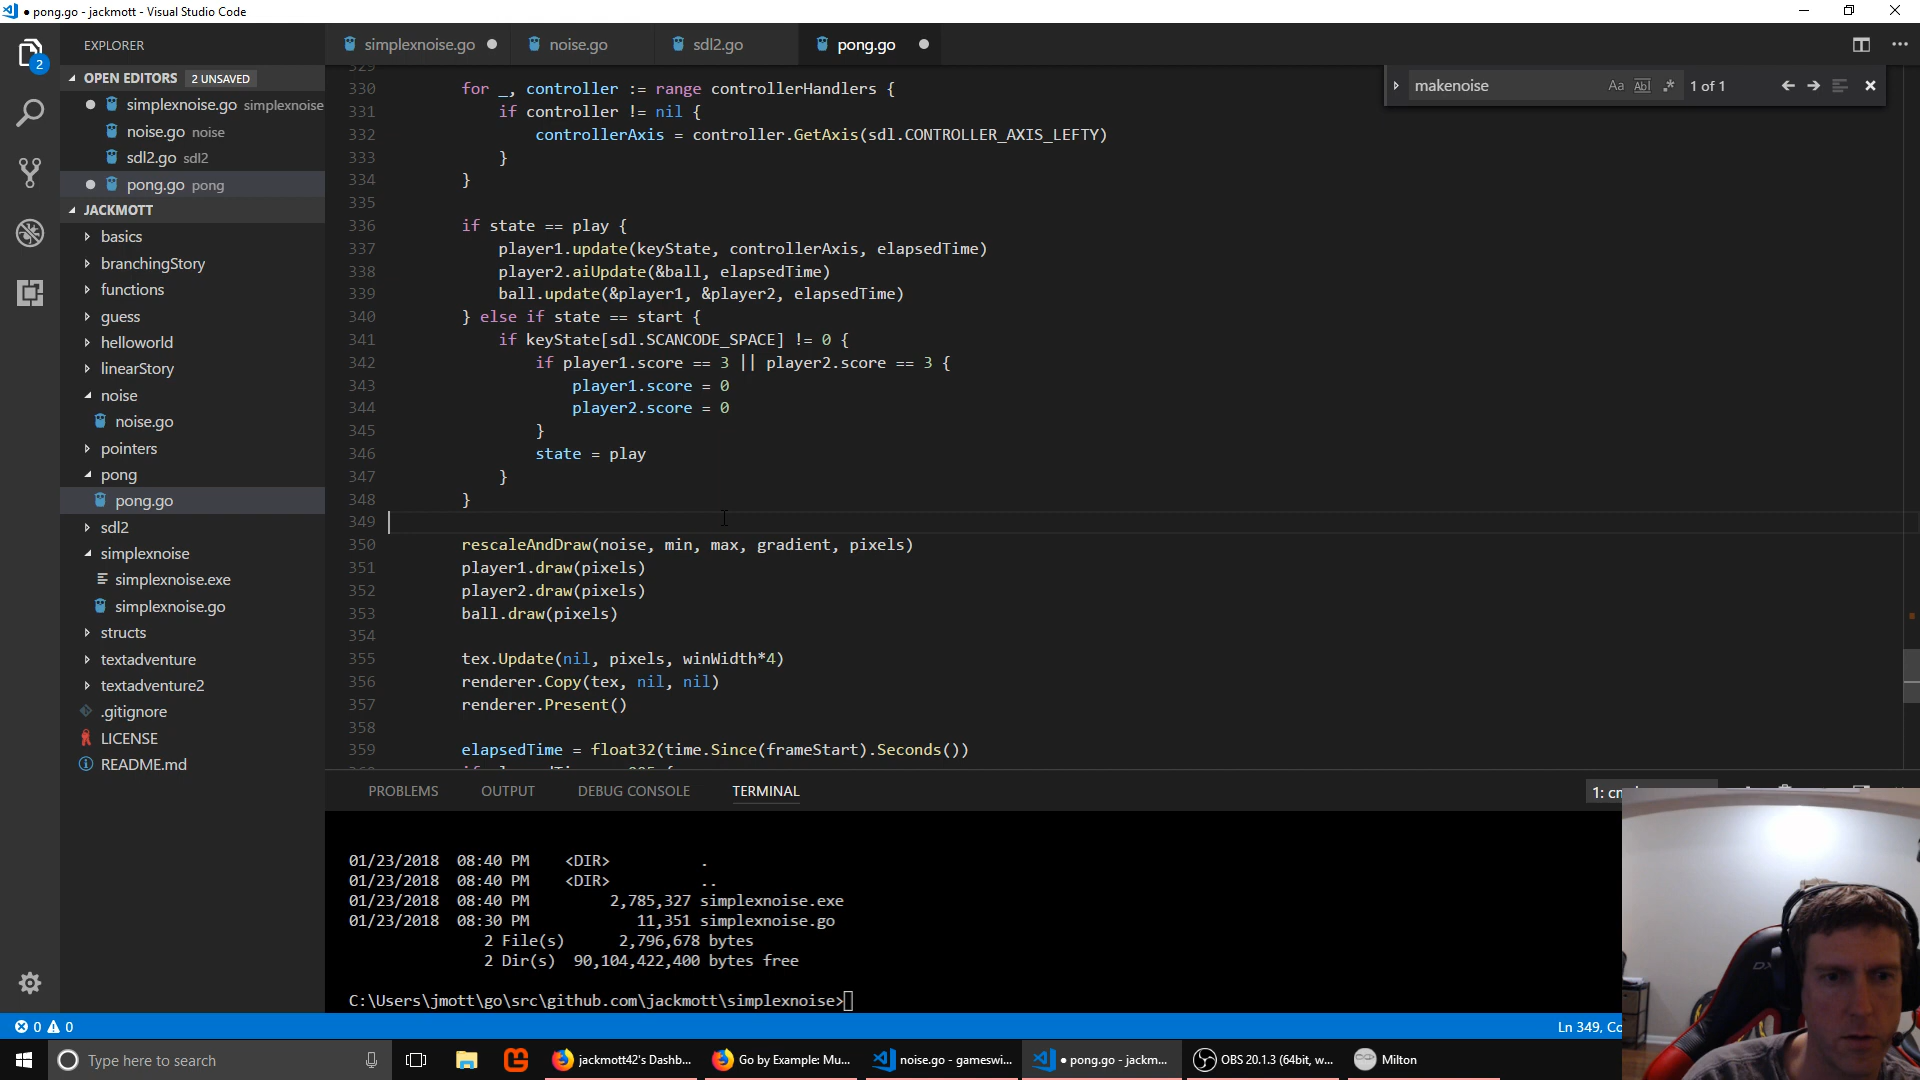 ● pong.go - jackmott - Visual Studio Code
EXPLORER
simplexnoise.go
noise.go
sdl2.go
pong.go
OPEN EDITORS 2 UNSAVED
simplexnoise.go simplexnoise
noise.go noise
sdl2.go sdl2
pong.go pong
JACKMOTT
basics
branchingStory
functions
guess
helloworld
linearStory
noise
noise.go
pointers
pong
pong.go
sdl2
simplexnoise
simplexnoise.exe
simplexnoise.go
structs
textadventure
textadventure2
.gitignore
LICENSE
README.md
2
makenoise Aa Abl .* 1 of 1
329
330 for _, controller := range controllerHandlers {
331 if controller != nil {
332 controllerAxis = controller.GetAxis(sdl.CONTROLLER_AXIS_LEFTY)
333 }
334 }
335
336 if state == play {
337 player1.update(keyState, controllerAxis, elapsedTime)
338 player2.aiUpdate(&ball, elapsedTime)
339 ball.update(&player1, &player2, elapsedTime)
340 } else if state == start {
341 if keyState[sdl.SCANCODE_SPACE] != 0 {
342 if player1.score == 3 || player2.score == 3 {
343 player1.score = 0
344 player2.score = 0
345 }
346 state = play
347 }
348 }
349
350 rescaleAndDraw(noise, min, max, gradient, pixels)
351 player1.draw(pixels)
352 player2.draw(pixels)
353 ball.draw(pixels)
354
355 tex.Update(nil, pixels, winWidth*4)
356 renderer.Copy(tex, nil, nil)
357 renderer.Present()
358
359 elapsedTime = float32(time.Since(frameStart).Seconds())
PROBLEMS OUTPUT DEBUG CONSOLE TERMINAL
1: cm
01/23/2018 08:40 PM <DIR> .
01/23/2018 08:40 PM <DIR> ..
01/23/2018 08:40 PM 2,785,327 simplexnoise.exe
01/23/2018 08:30 PM 11,351 simplexnoise.go
2 File(s) 2,796,678 bytes
2 Dir(s) 90,104,422,400 bytes free
C:\Users\jmott\go\src\github.com\jackmott\simplexnoise>
0 0
Ln 349, Co
Type here to search
jackmott42's Dashb...
Go by Example: Mu...
noise.go - gameswi...
● pong.go - jackm...
OBS 20.1.3 (64bit, w...
Milton